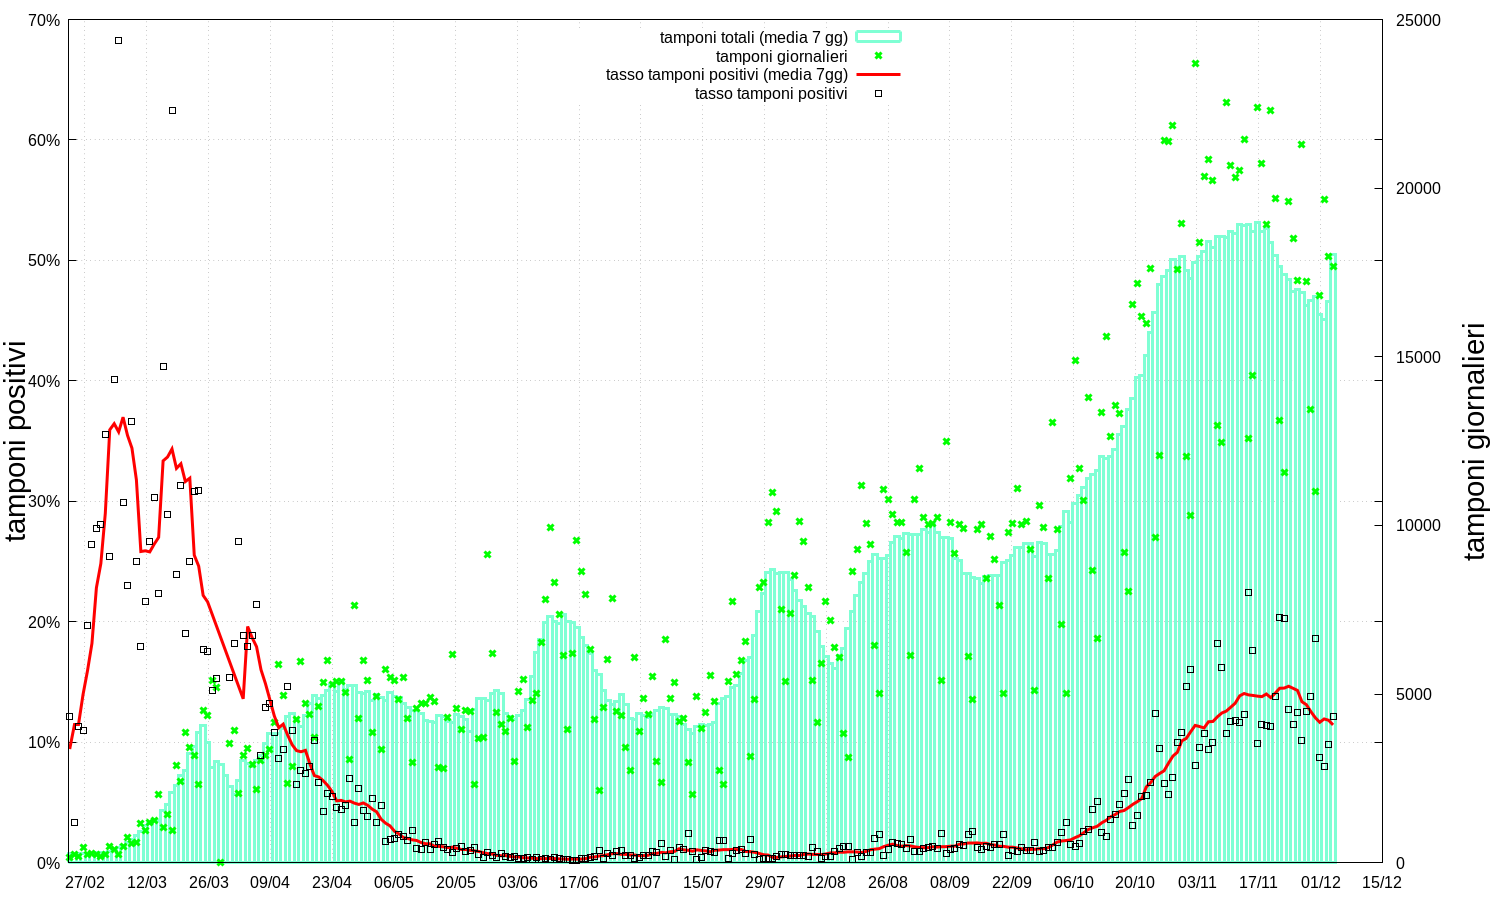 70%
60%
50%
40%
30%
20%
10%
0%
tamponi positivi
tamponi totali (media 7 gg)
tamponi giornalieri
tasso tamponi positivi (media 7gg)
tasso tamponi positivi
25000
20000
15000
10000
5000
0
tamponi giornalieri
27/02 12/03 26/03 09/04 23/04 06/05 20/05 03/06 17/06 01/07 15/07 29/07 12/08 26/08 08/09 22/09 06/10 20/10 03/11 17/11 01/12 15/12